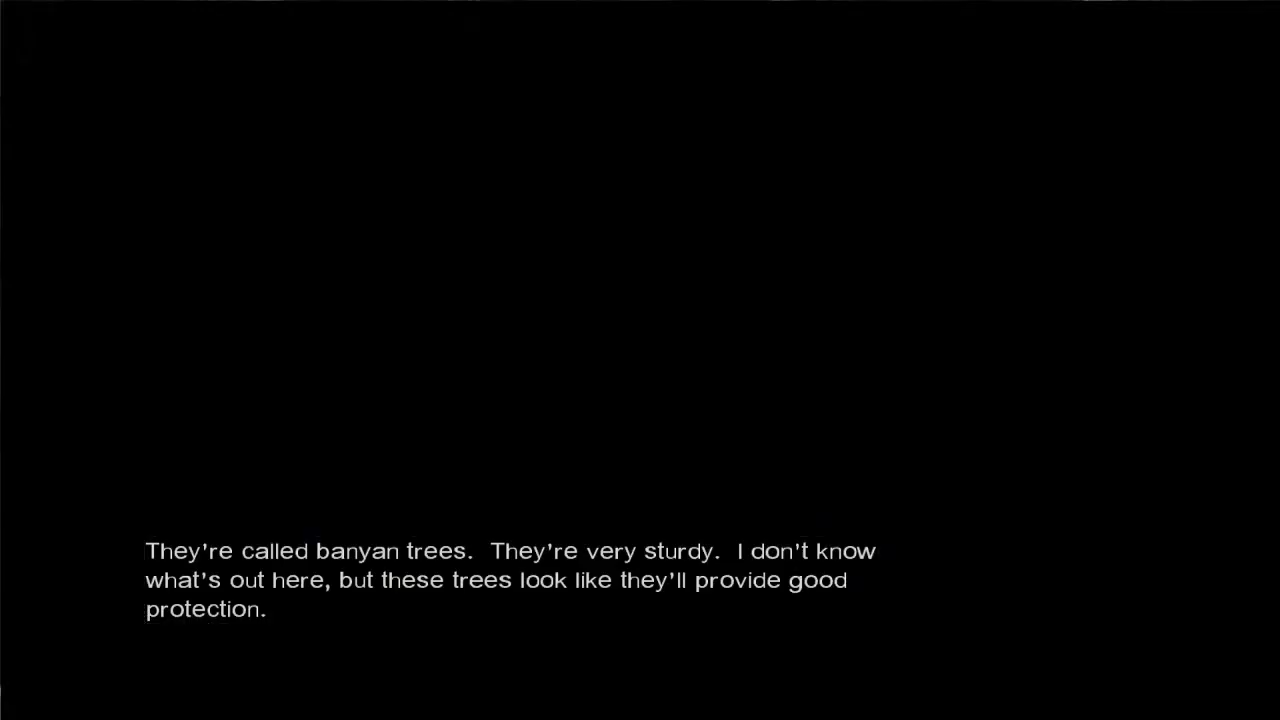 They're called banyan trees.  They're very sturdy.  I don't know
what's out here, but these trees look like they'll provide good
protection.